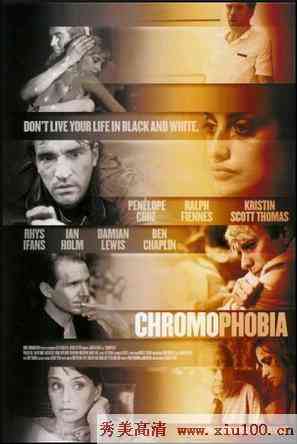 DON'T LIVE YOUR LIFE IN BLACK AND WHITE.
PENÉLOPE RALPH KRISTIN
CRUZ FIENNES SCOTT THOMAS
RHYS IAN DAMIAN BEN
IFANS HOLM LEWIS CHAPLIN
CHROMOPHOBIA
秀美高清：www.xiu100.cn